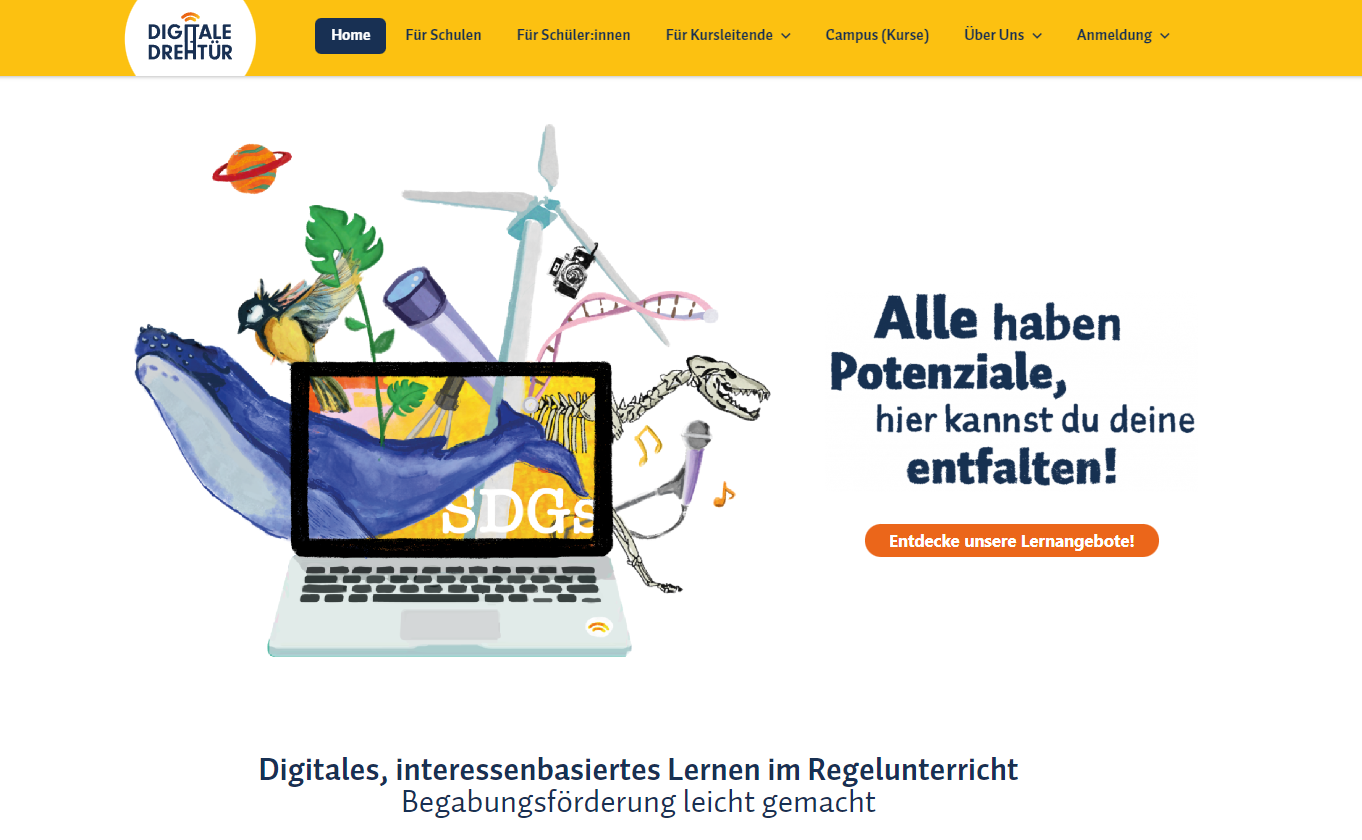 DIGITALE
DREHTÜR
Home
Für Schulen
Für Schüler:innen
Für Kursleitende
Campus (Kurse)
Über Uns
Anmeldung
SDGs
Alle haben
Potenziale,
hier kannst du deine
entfalten!
Entdecke unsere Lernangebote!
Digitales, interessenbasiertes Lernen im Regelunterricht
Begabungsförderung leicht gemacht